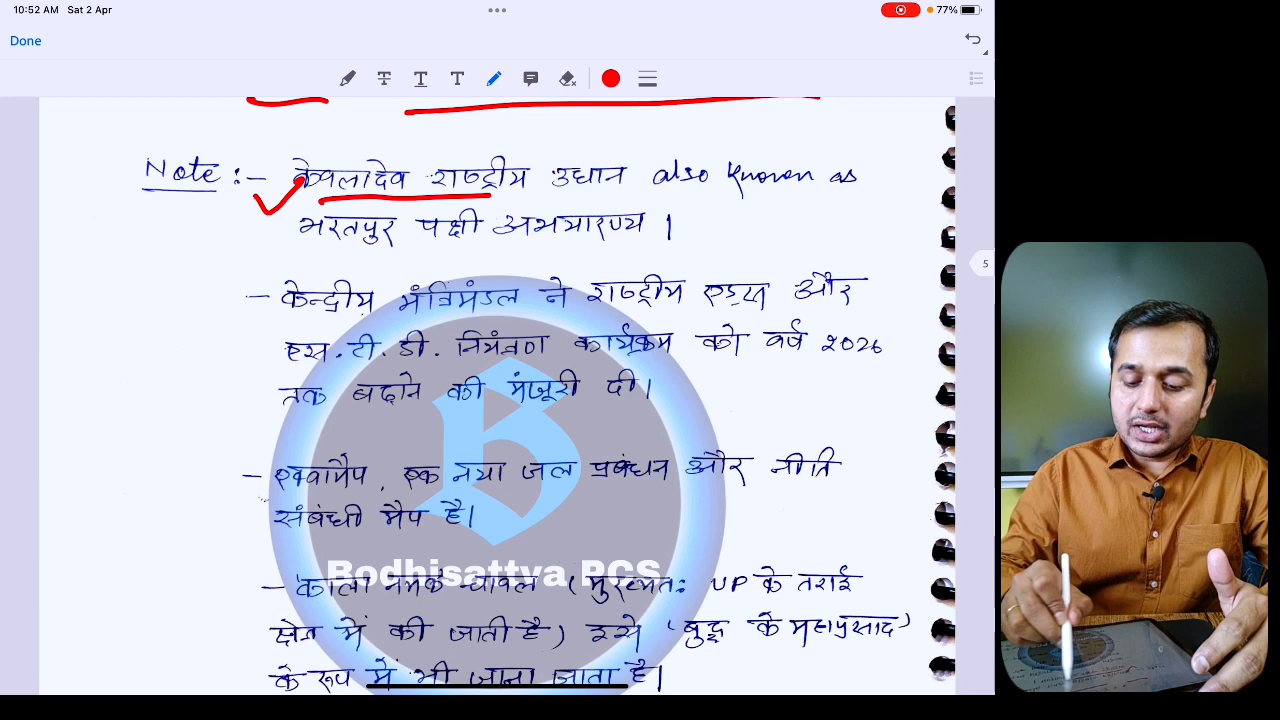 10:52 AM Sat 2 Apr
77%
Done
Note :- केवलादेव राष्ट्रीय उधान also known as
भरतपुर पक्षी अभयारण्य ।
- केन्द्रीय मंत्रिमंडल ने राष्ट्रीय एड्स और
एस.टी.डी. नियंत्रण कार्यक्रम को वर्ष 2026
तक बढाने की मंजूरी दी।
- एक्वामैप, एक नया जल प्रबंधन और नीति
संबंधी मैप है।
Bodhisattva PCS
- काला नमक चावल (मुख्यतः UP के तराई
क्षेत्र में की जाती है) इसे (बुद्ध के महाप्रसाद)
के रूप में भी जाना जाता है।
5